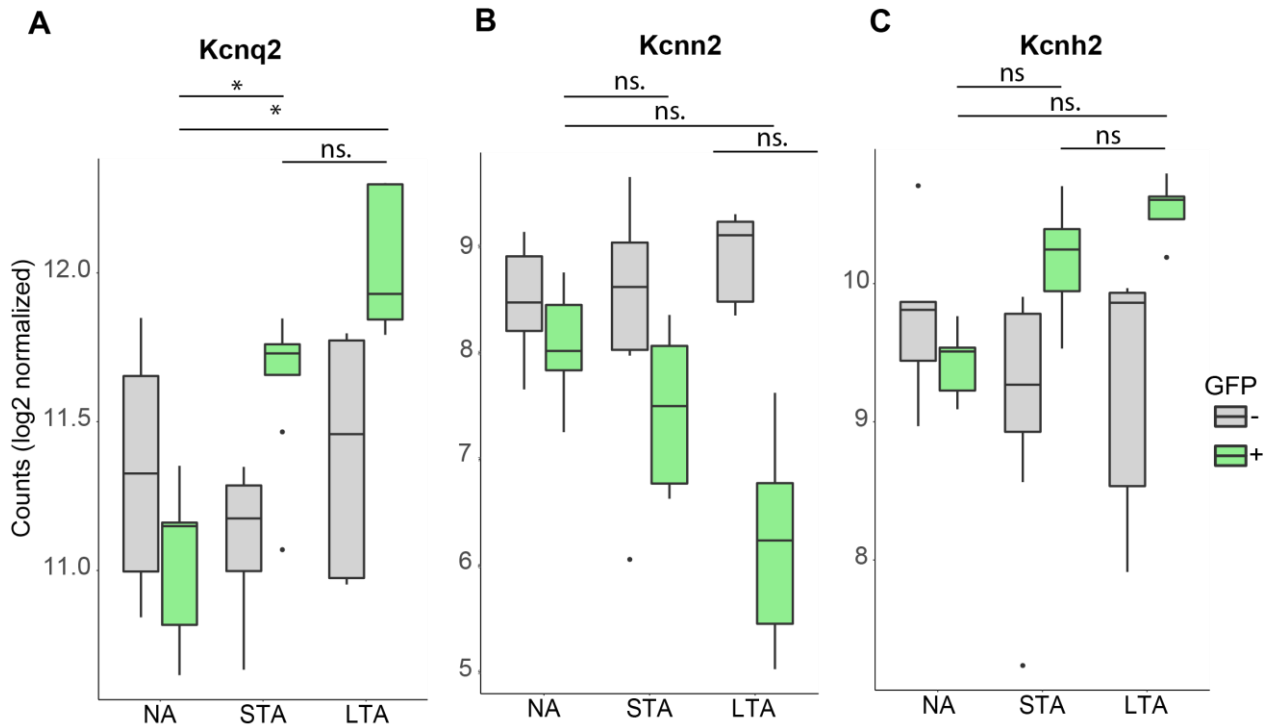 A
Kcnq2
*
*
ns.
Counts (log2 normalized)
12.0
11.5
11.0
NA STA LTA
B
Kcnn2
ns.
ns.
ns.
9
8
7
6
5
NA STA LTA
C
Kcnh2
ns
ns.
ns
10
9
8
NA STA LTA
GFP
-
+